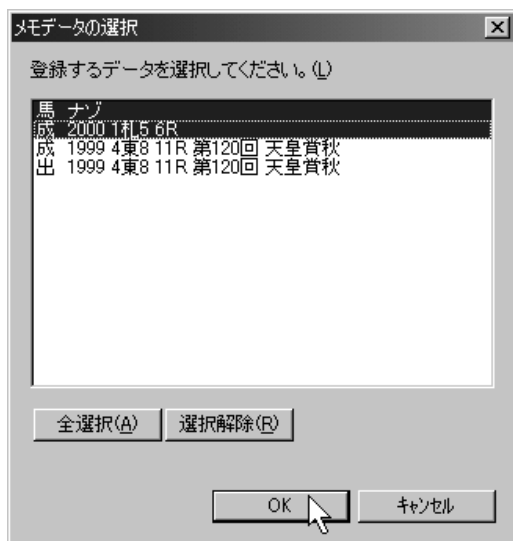 メモデータの選択
登録するデータを選択してください。(L)
馬 ナゾ
成 2000 1札5 6R
成 1999 4東8 11R 第120回 天皇賞秋
出 1999 4東8 11R 第120回 天皇賞秋
全選択(A) 選択解除(R)
OK キャンセル